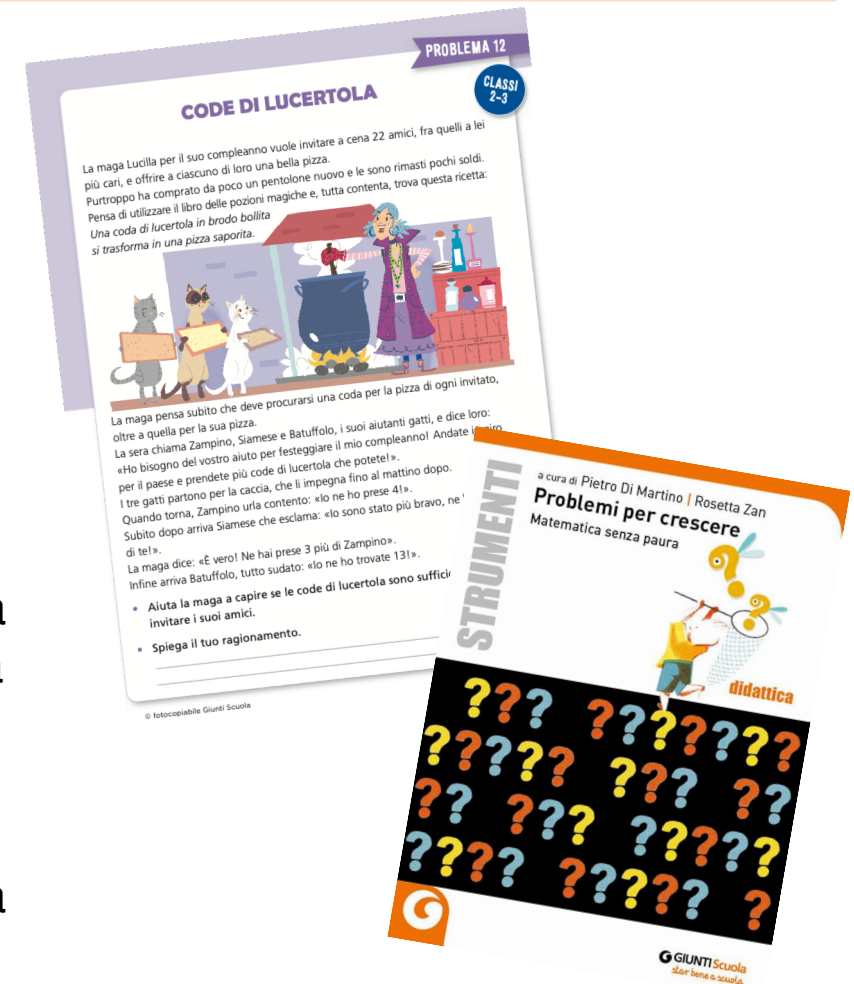 PROBLEMA 12
CLASSI
2-3
CODE DI LUCERTOLA
La maga Lucilla per il suo compleanno vuole invitare a cena 22 amici, fra quelli a lei
più cari, e offrire a ciascuno di loro una bella pizza.
Purtroppo ha comprato da poco un pentolone nuovo e le sono rimasti pochi soldi.
Pensa di utilizzare il libro delle pozioni magiche e, tutta contenta, trova questa ricetta:
Una coda di lucertola in brodo bollita
si trasforma in una pizza saporita.
La maga pensa subito che deve procurarsi una coda per la pizza di ogni invitato,
oltre a quella per la sua pizza.
La sera chiama Zampino, Siamese e Batuffolo, i suoi aiutanti gatti, e dice loro:
«Ho bisogno del vostro aiuto per festeggiare il mio compleanno! Andate
per il paese e prendete più code di lucertola che potete!».
I tre gatti partono per la caccia, che li impegna fino al mattino dopo.
Quando torna, Zampino urla contento: «Io ne ho prese 4!».
Subito dopo arriva Siamese che esclama: «Io sono stato più bravo, ne
di te!».
La maga dice: «È vero! Ne hai prese 3 più di Zampino».
Infine arriva Batuffolo, tutto sudato: «Io ne ho trovate 13!».
• Aiuta la maga a capire se le code di lucertola sono
invitare i suoi amici.
• Spiega il tuo ragionamento.
© fotocopiabile Giunti Scuola
STRUMENTI
a cura di Pietro Di Martino | Rosetta Zan
Problemi per crescere
Matematica senza paura
didattica
??? ???????
????? ??? ??
?? ??? ?????
???? ????? ?
GIUNTI Scuola
star bene a scuola
a
a